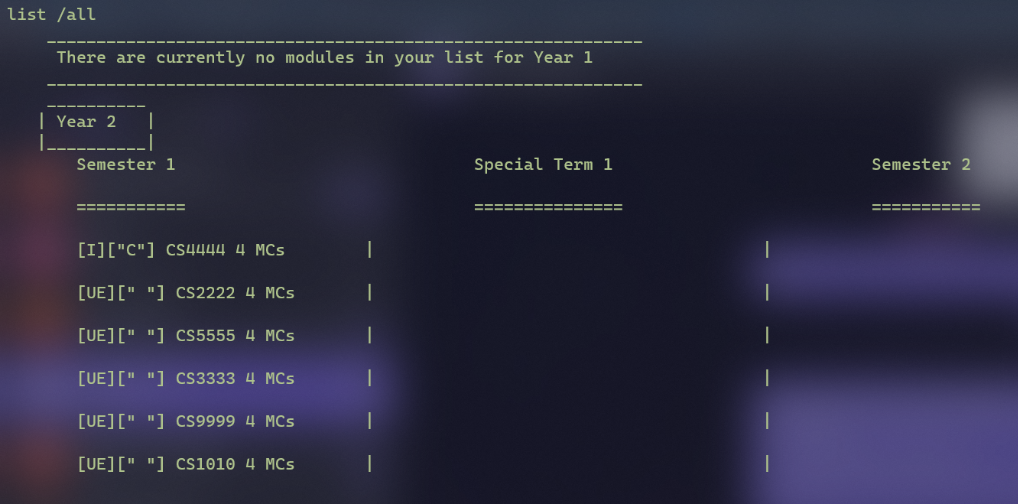 list /all
____________________________________________________________
There are currently no modules in your list for Year 1
____________________________________________________________
__________
| Year 2   |
|__________|
Semester 1                              Special Term 1                          Semester 2
===========                             ===============                         ===========
[I]["C"] CS4444 4 MCs        |                                       |
[UE][" "] CS2222 4 MCs       |                                       |
[UE][" "] CS5555 4 MCs       |                                       |
[UE][" "] CS3333 4 MCs       |                                       |
[UE][" "] CS9999 4 MCs       |                                       |
[UE][" "] CS1010 4 MCs       |                                       |